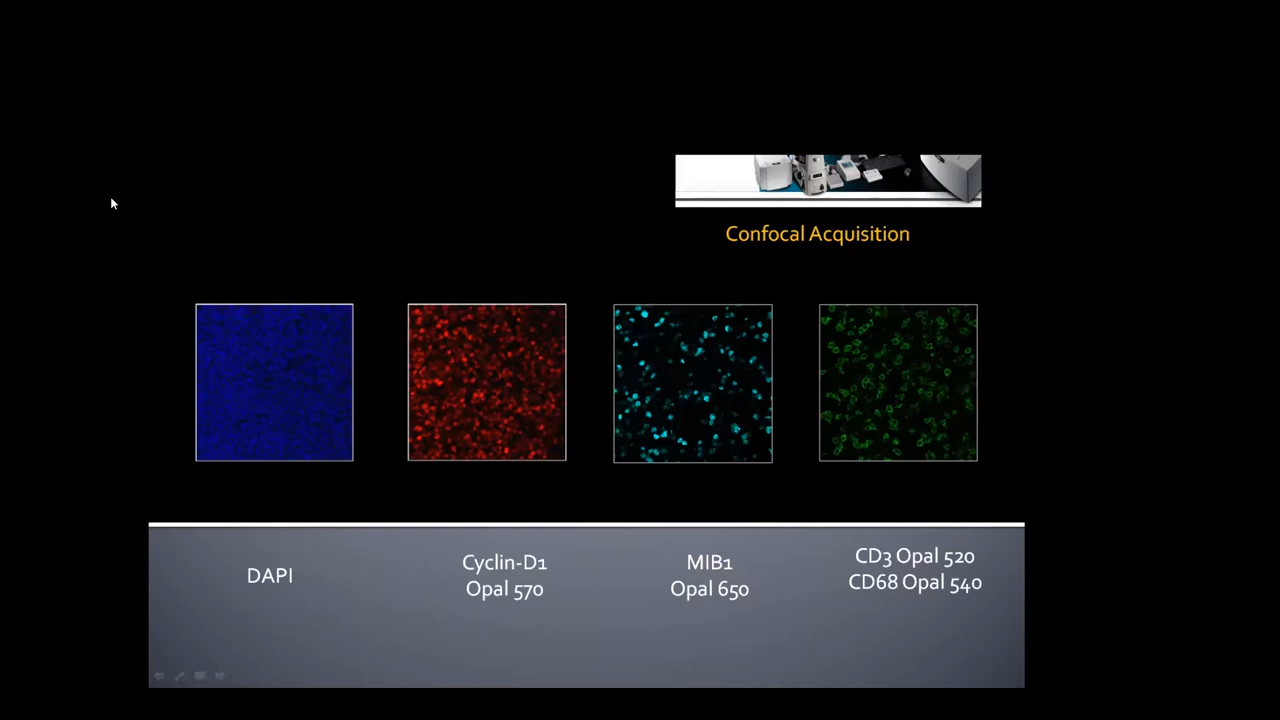 Confocal Acquisition
DAPI
Cyclin-D1
Opal 570
MIB1
Opal 650
CD3 Opal 520
CD68 Opal 540